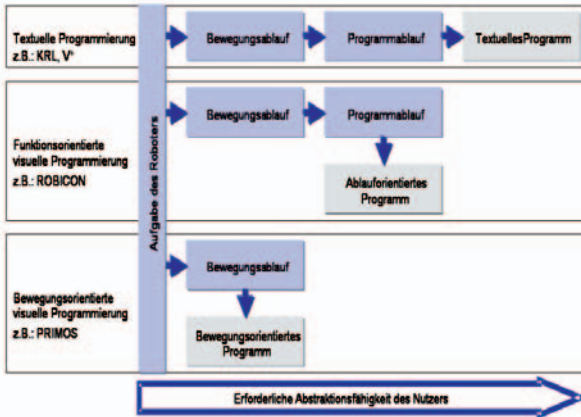 Textuelle Programmierung
z.B.: KRL, V⁺
Bewegungsablauf
Programmablauf
TextuellesProgramm
Aufgabe des Roboters
Funktionsorientierte
visuelle Programmierung
z.B.: ROBICON
Bewegungsablauf
Programmablauf
Ablauforientiertes
Programm
Bewegungsorientierte
visuelle Programmierung
z.B.: PRIMOS
Bewegungsablauf
Bewegungsorientiertes
Programm
Erforderliche Abstraktionsfähigkeit des Nutzers